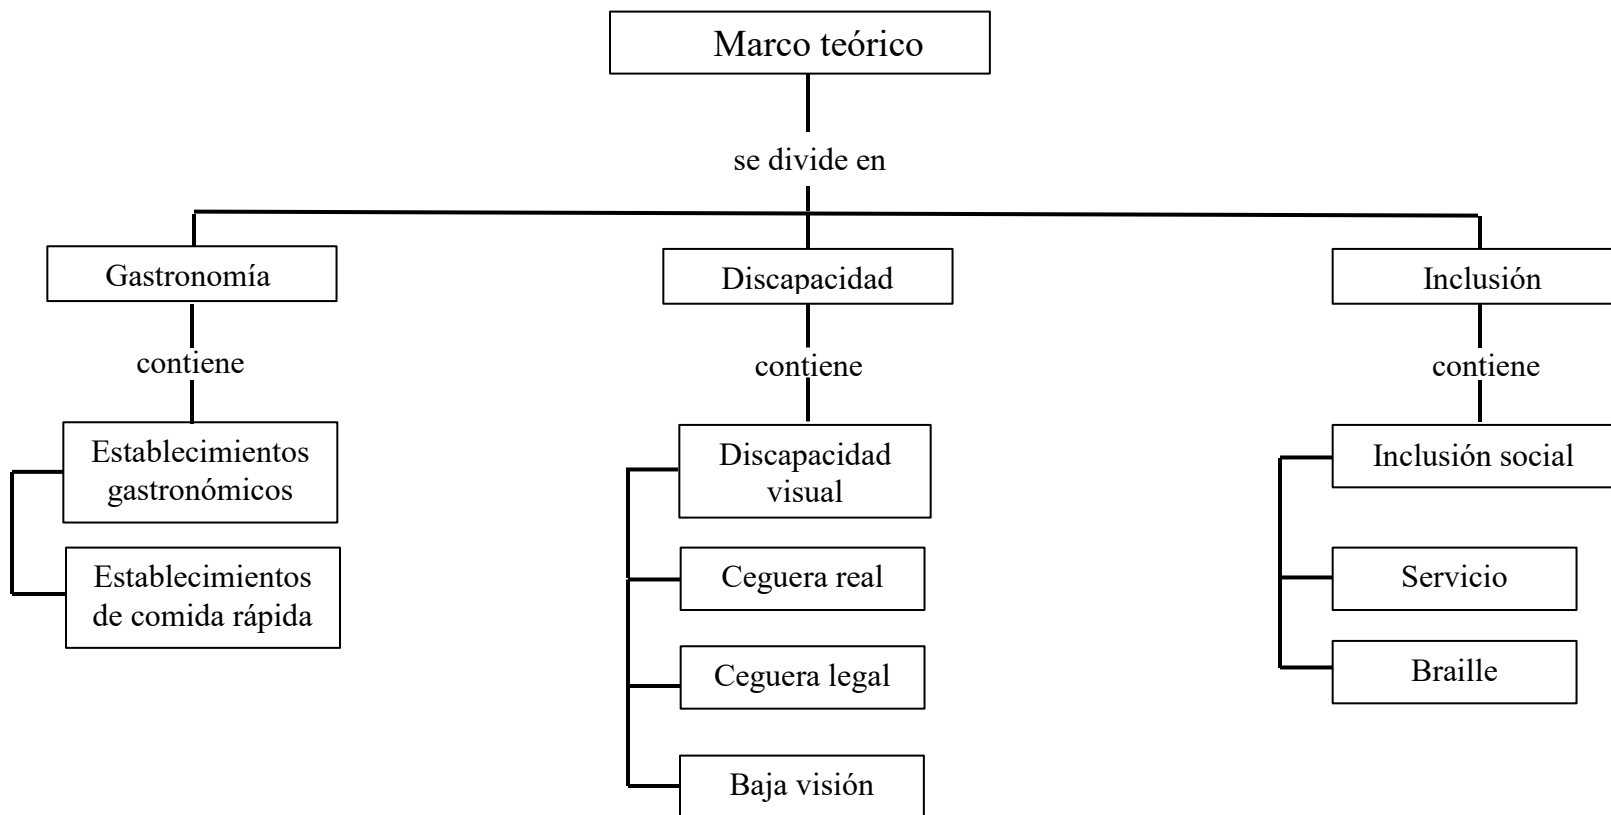 Marco teórico
se divide en
Gastronomía
Discapacidad
Inclusión
contiene
contiene
contiene
Establecimientos
gastronómicos
Discapacidad
visual
Inclusión social
Establecimientos
de comida rápida
Ceguera real
Servicio
Ceguera legal
Braille
Baja visión